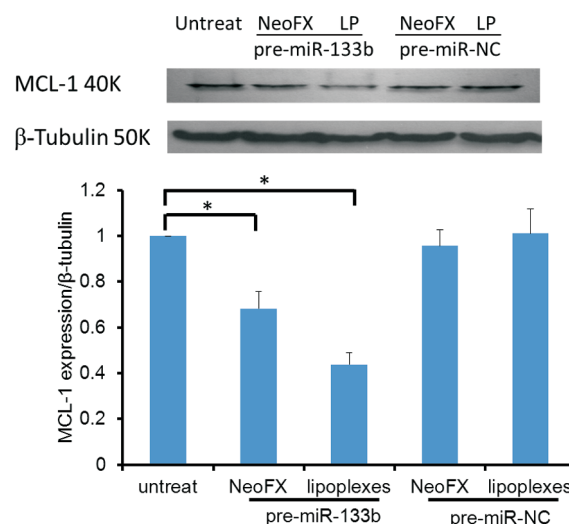 Untreat NeoFX LP NeoFX LP
pre-miR-133b pre-miR-NC
MCL-1 40K
β-Tubulin 50K
* 
*
MCL-1 expression/β-tubulin
1.2
1
0.8
0.6
0.4
0.2
0
untreat NeoFX lipoplexes NeoFX lipoplexes
pre-miR-133b pre-miR-NC